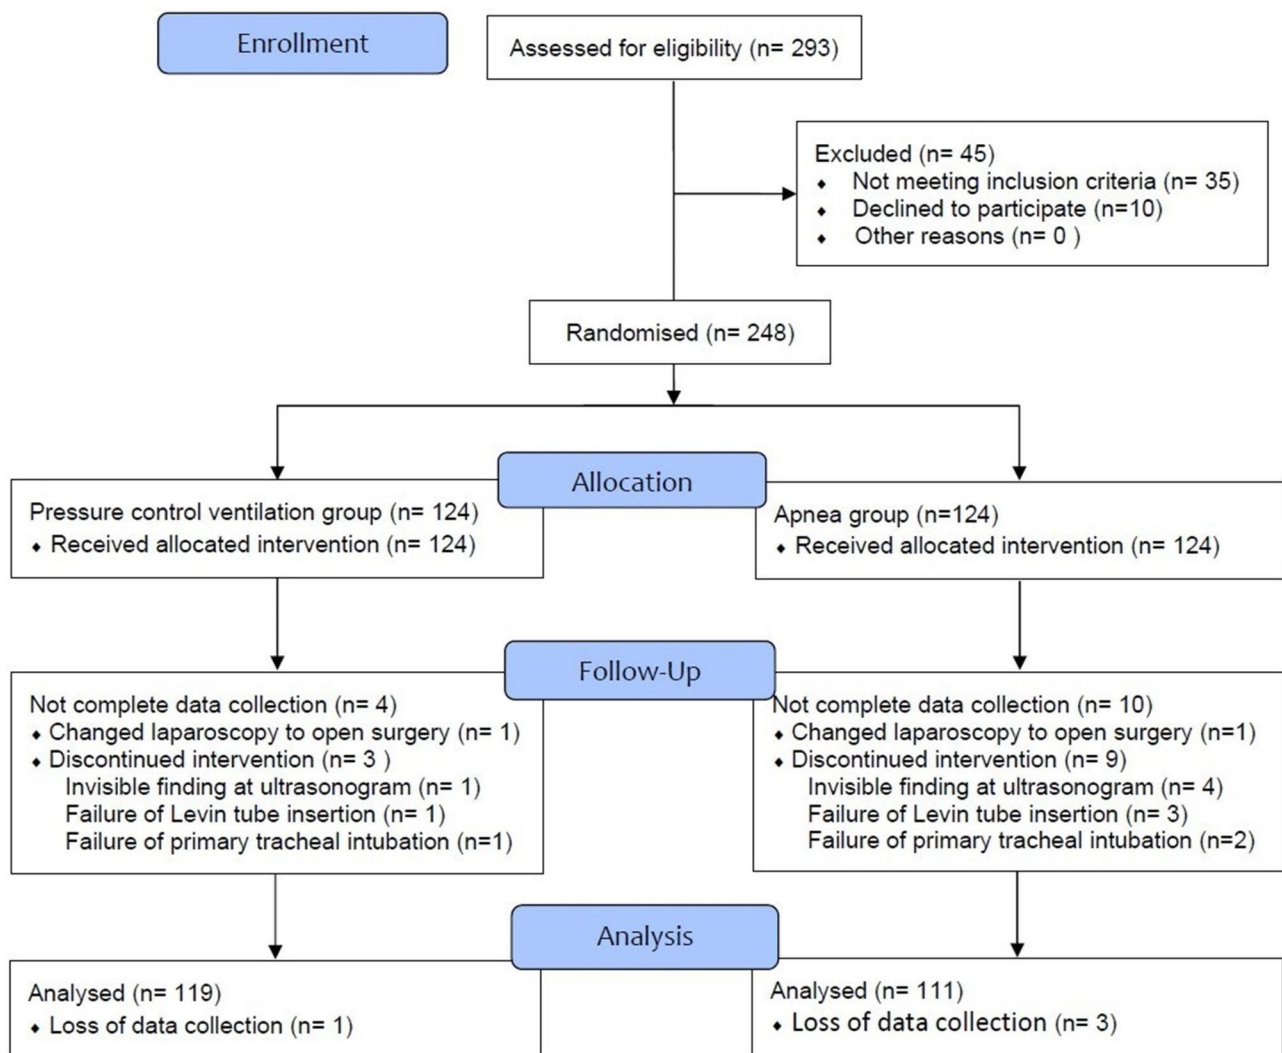 Enrollment
Assessed for eligibility (n= 293)
Excluded (n= 45)
⬧ Not meeting inclusion criteria (n= 35)
⬧ Declined to participate (n=10)
⬧ Other reasons (n= 0 )
Randomised (n= 248)
Allocation
Pressure control ventilation group (n= 124)
⬧ Received allocated intervention (n= 124)
Apnea group (n=124)
⬧ Received allocated intervention (n= 124)
Follow-Up
Not complete data collection (n= 4)
⬧ Changed laparoscopy to open surgery (n= 1)
⬧ Discontinued intervention (n= 3 )
Invisible finding at ultrasonogram (n= 1)
Failure of Levin tube insertion (n= 1)
Failure of primary tracheal intubation (n=1)
Not complete data collection (n= 10)
⬧ Changed laparoscopy to open surgery (n=1)
⬧ Discontinued intervention (n= 9)
Invisible finding at ultrasonogram (n= 4)
Failure of Levin tube insertion (n= 3)
Failure of primary tracheal intubation (n=2)
Analysis
Analysed (n= 119)
⬧ Loss of data collection (n= 1)
Analysed (n= 111)
⬧ Loss of data collection (n= 3)